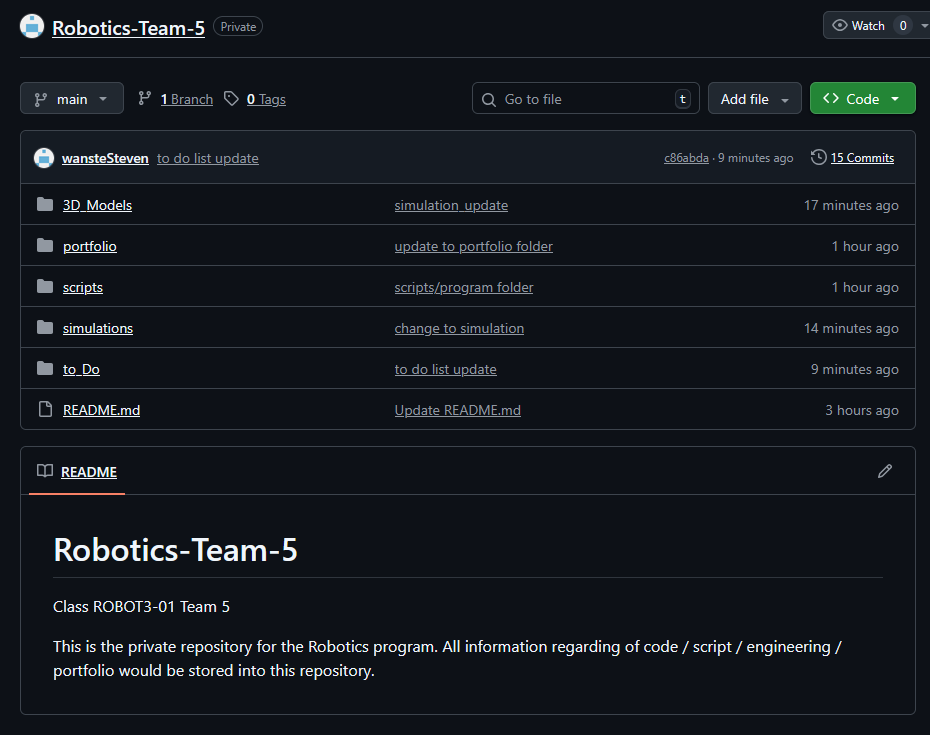 Robotics-Team-5 Private
Watch 0
main 1 Branch 0 Tags Go to file t Add file Code
wansteSteven to do list update c86abda · 9 minutes ago 15 Commits
3D_Models simulation_update 17 minutes ago
portfolio update to portfolio folder 1 hour ago
scripts scripts/program folder 1 hour ago
simulations change to simulation 14 minutes ago
to_Do to do list update 9 minutes ago
README.md Update README.md 3 hours ago
README
Robotics-Team-5
Class ROBOT3-01 Team 5
This is the private repository for the Robotics program. All information regarding of code / script / engineering /
portfolio would be stored into this repository.